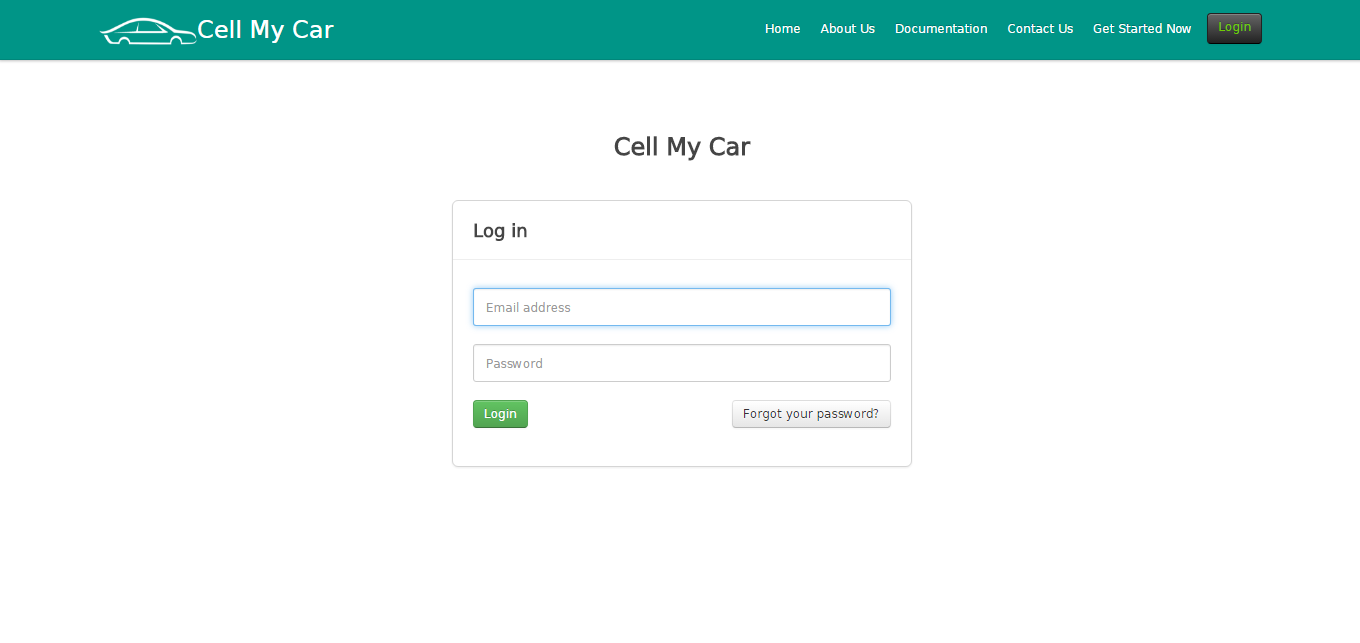 Cell My Car
Home About Us Documentation Contact Us Get Started Now Login
Cell My Car
Log in
Email address
Password
Login Forgot your password?